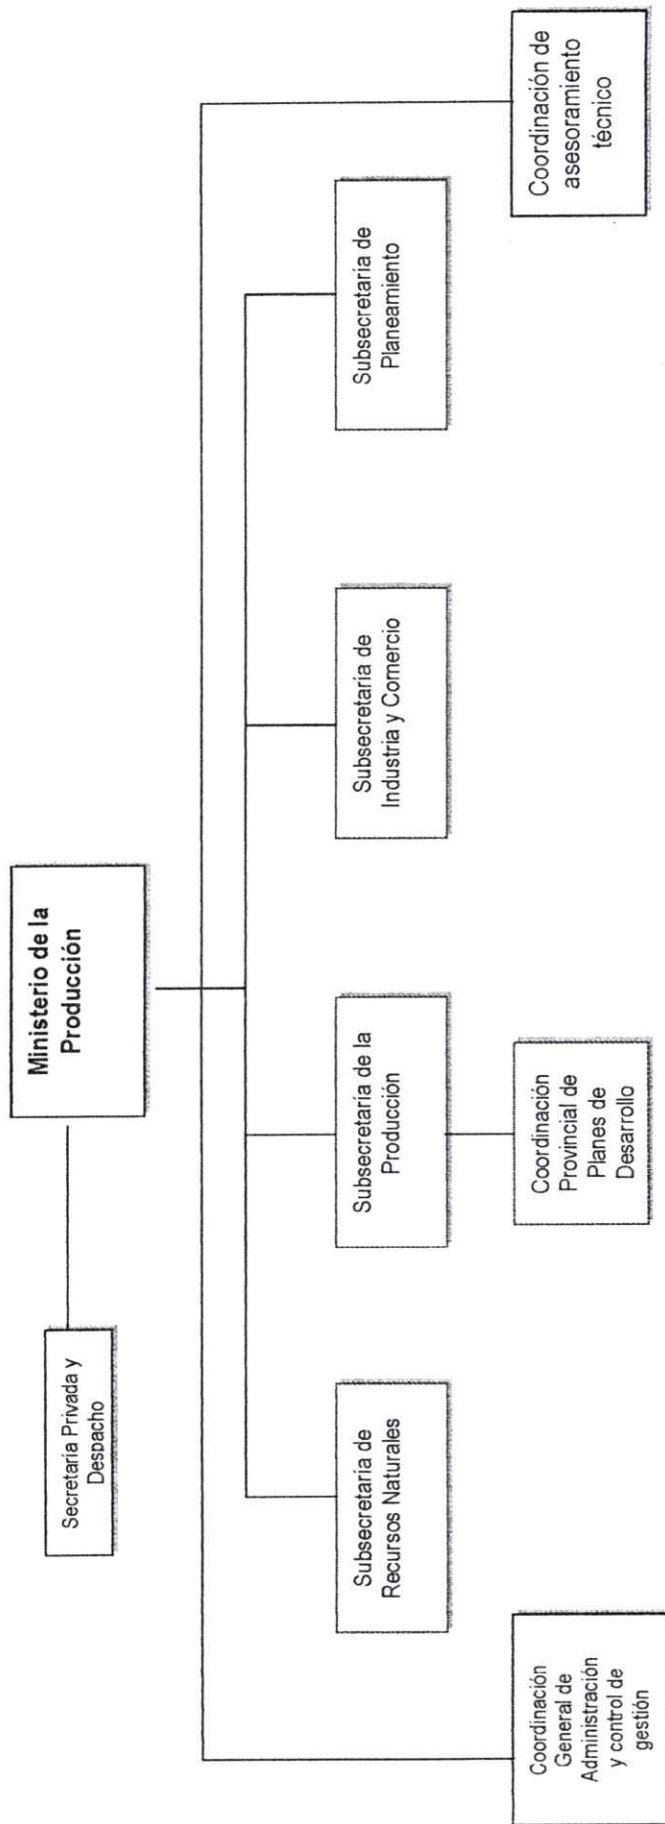 Ministerio de la
Producción
Secretaría Privada y
Despacho
Subsecretaría de
Recursos Naturales
Subsecretaría de la
Producción
Subsecretaría de
Industria y Comercio
Subsecretaría de
Planeamiento
Coordinación
General de
Administración
y control de
gestión
Coordinación
Provincial de
Planes de
Desarrollo
Coordinación de
asesoramiento
técnico